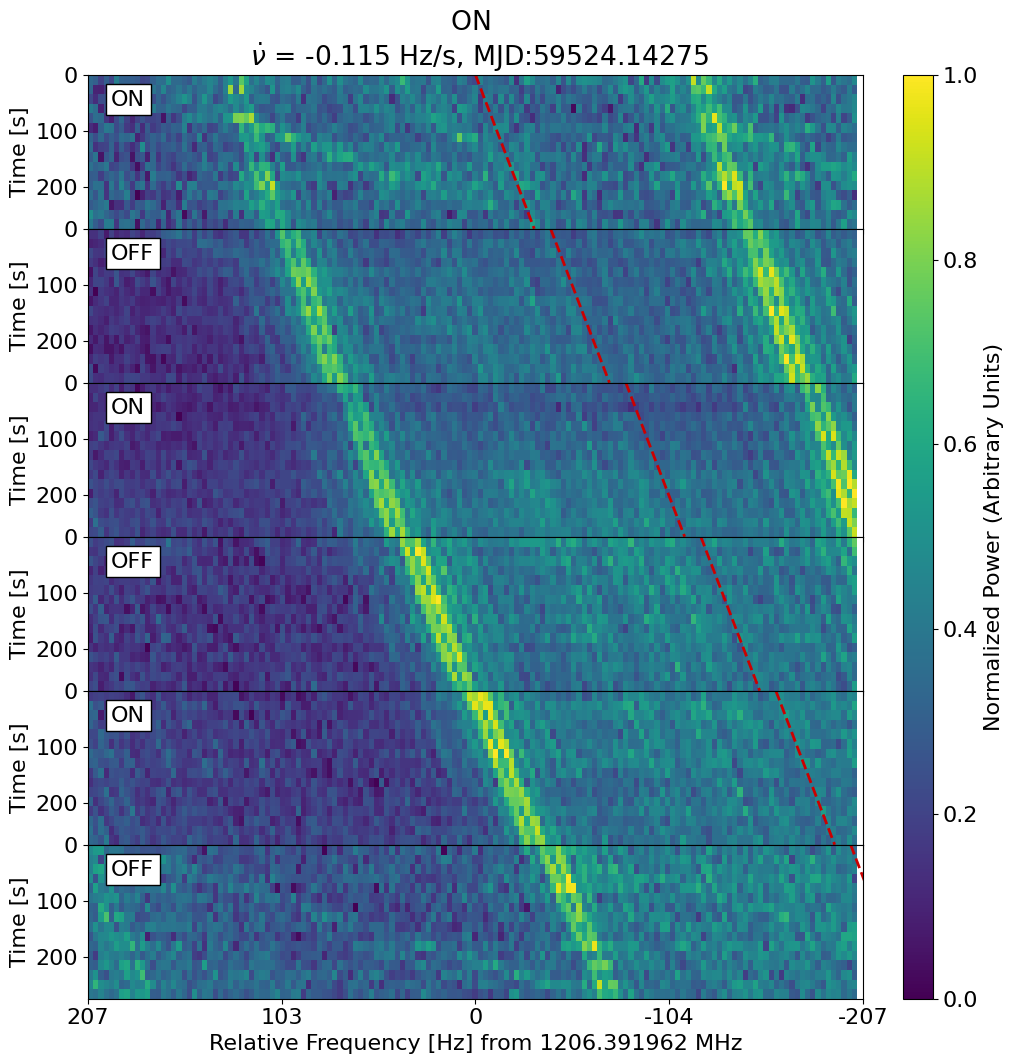 ON
ν̇ = -0.115 Hz/s, MJD:59524.14275
0
100
200
Time [s]
ON
0
100
200
Time [s]
OFF
0
100
200
Time [s]
ON
0
100
200
Time [s]
OFF
0
100
200
Time [s]
ON
0
100
200
Time [s]
OFF
207
103
0
-104
-207
Relative Frequency [Hz] from 1206.391962 MHz
1.0
0.8
0.6
0.4
0.2
0.0
Normalized Power (Arbitrary Units)